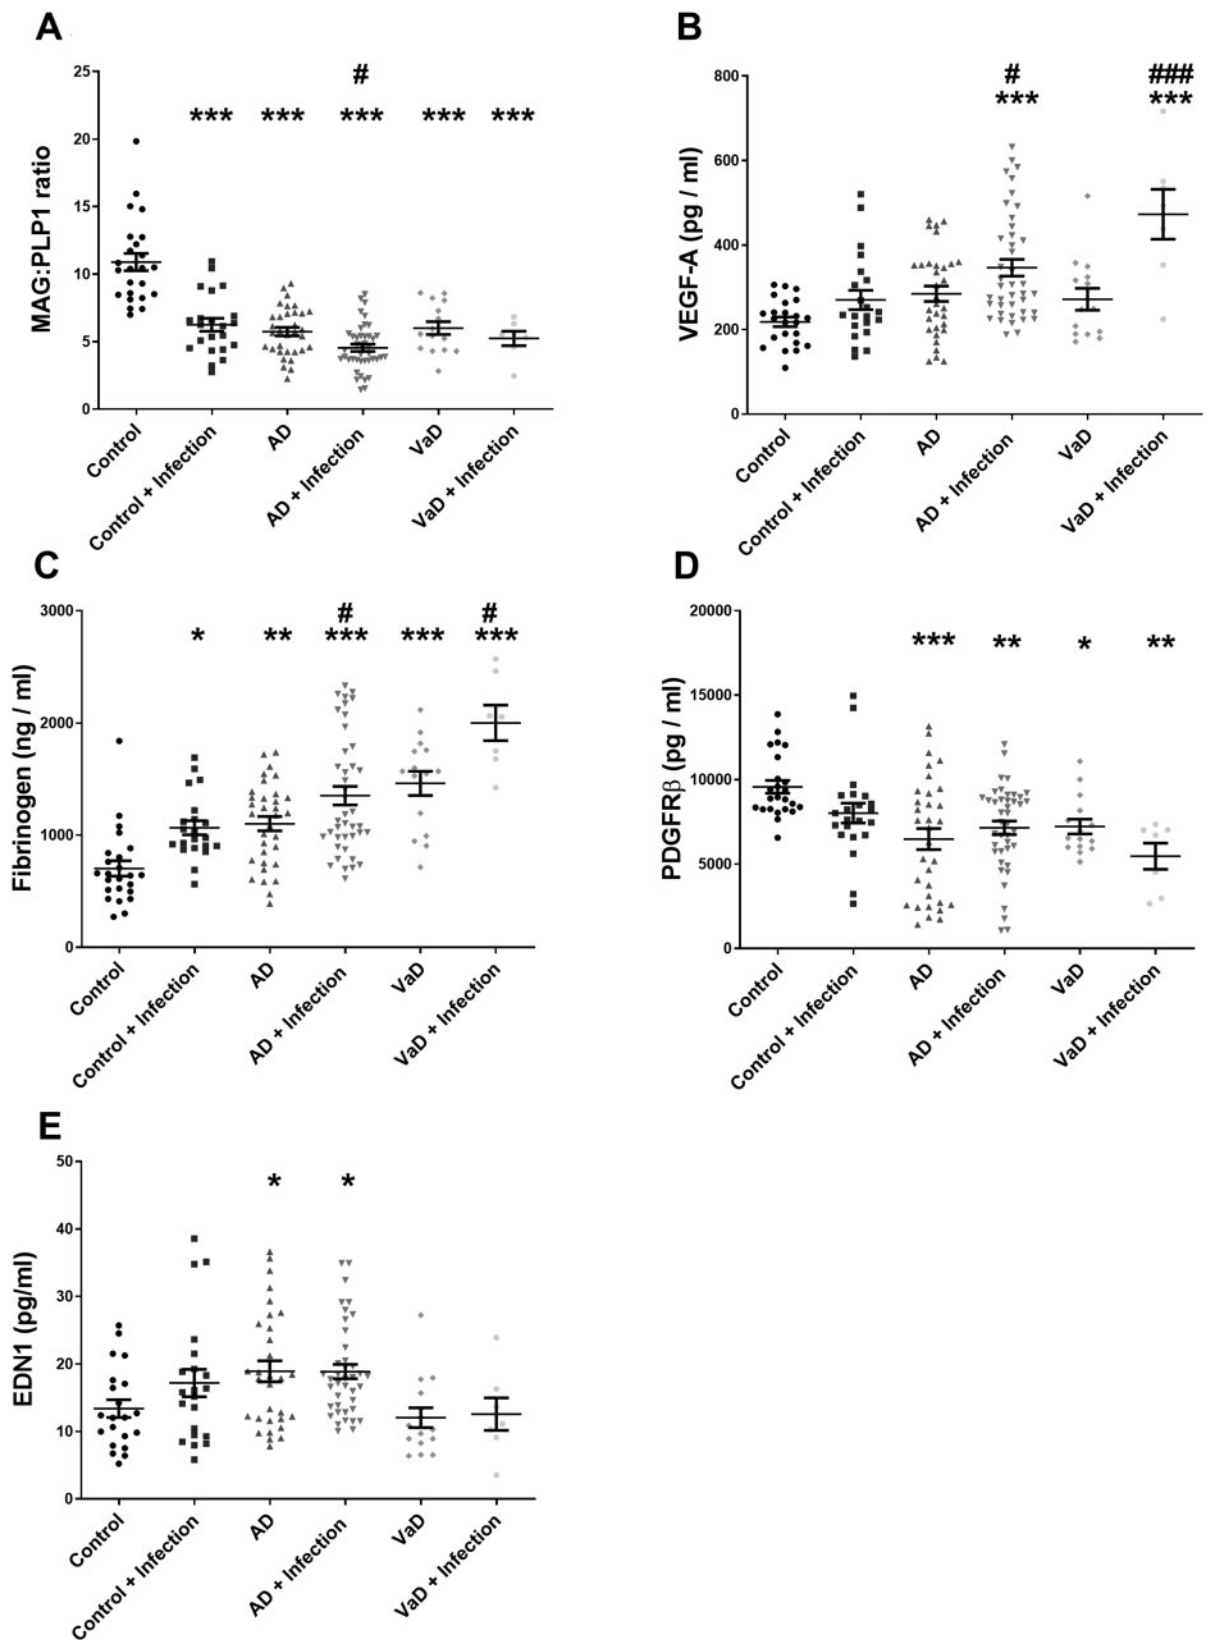 A
B
MAG:PLP1 ratio
25
20
15
10
5
0
#
*** *** *** *** ***
Control
Control + Infection
AD
AD + Infection
VaD
VaD + Infection
VEGF-A (pg / ml)
800
600
400
200
0
# ###
*** ***
Control
Control + Infection
AD
AD + Infection
VaD
VaD + Infection
C
D
Fibrinogen (ng / ml)
3000
2000
1000
0
# #
* ** *** *** ***
Control
Control + Infection
AD
AD + Infection
VaD
VaD + Infection
PDGFRβ (pg / ml)
20000
15000
10000
5000
0
*** ** * **
Control
Control + Infection
AD
AD + Infection
VaD
VaD + Infection
E
EDN1 (pg/ml)
50
40
30
20
10
0
* *
Control
Control + Infection
AD
AD + Infection
VaD
VaD + Infection